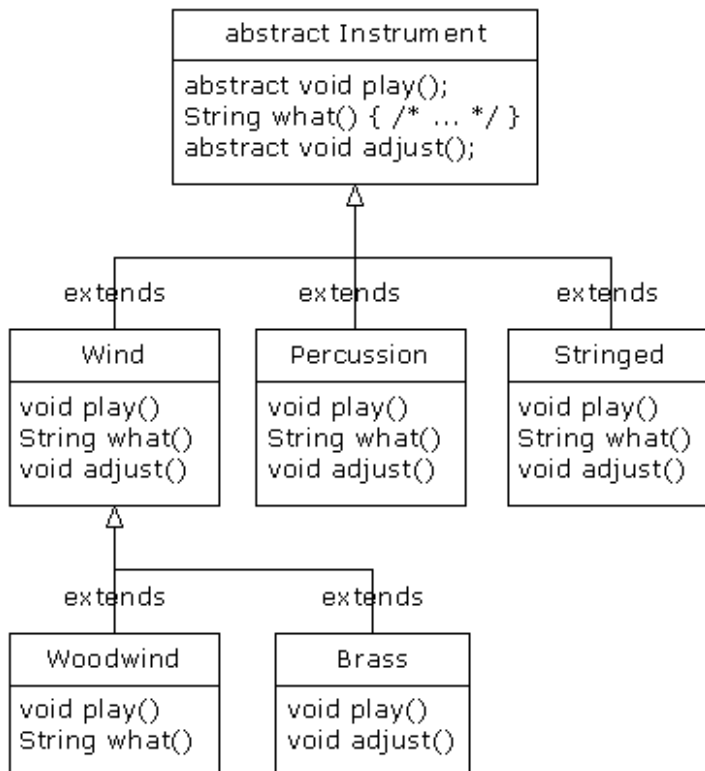 abstract Instrument
abstract void play();
String what() { /* ... */ }
abstract void adjust();
extends
extends
extends
Wind
void play()
String what()
void adjust()
Percussion
void play()
String what()
void adjust()
Stringed
void play()
String what()
void adjust()
extends
extends
Woodwind
void play()
String what()
Brass
void play()
void adjust()